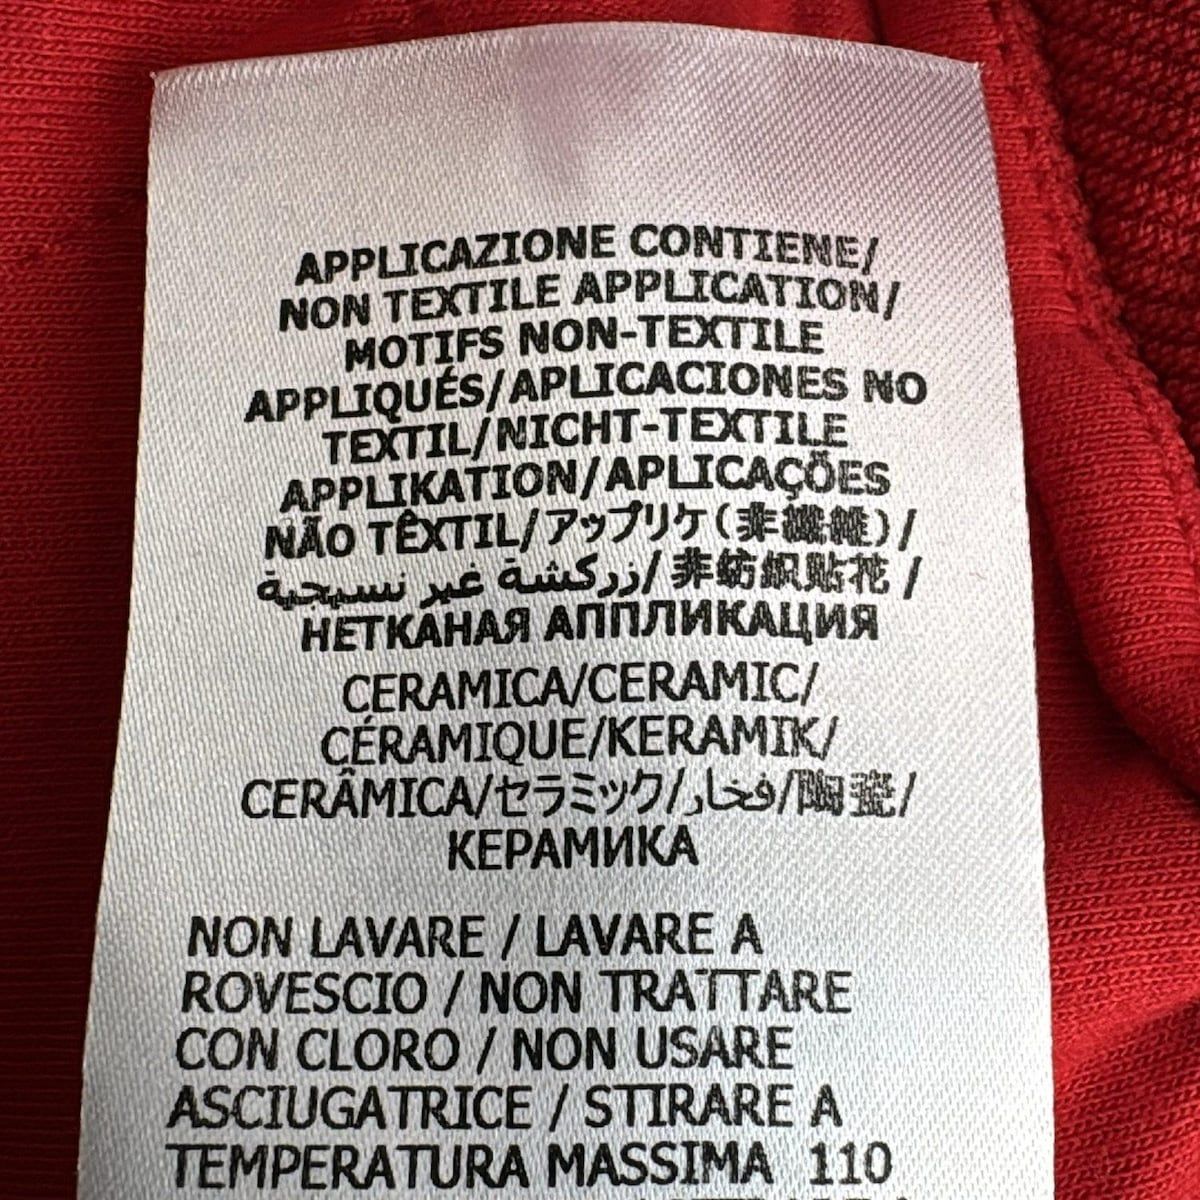 APPLICAZIONE CONTIENE/
NON TEXTILE APPLICATION/
MOTIFS NON-TEXTILE
APPLIQUÉS/APLICACIONES NO
TEXTIL/NICHT-TEXTILE
APPLIKATION/APLICAÇÕES
NÃO TÊXTIL/アップリケ(非繊維)/
زركشة غير نسيجية/非纺织贴花/
НЕТКАНАЯ АППЛИКАЦИЯ
CERAMICA/CERAMIC/
CÉRAMIQUE/KERAMIK/
CERÂMICA/セラミック/فخار/陶瓷/
КЕРАМИКА
NON LAVARE / LAVARE A
ROVESCIO / NON TRATTARE
CON CLORO / NON USARE
ASCIUGATRICE / STIRARE A
TEMPERATURA MASSIMA 110